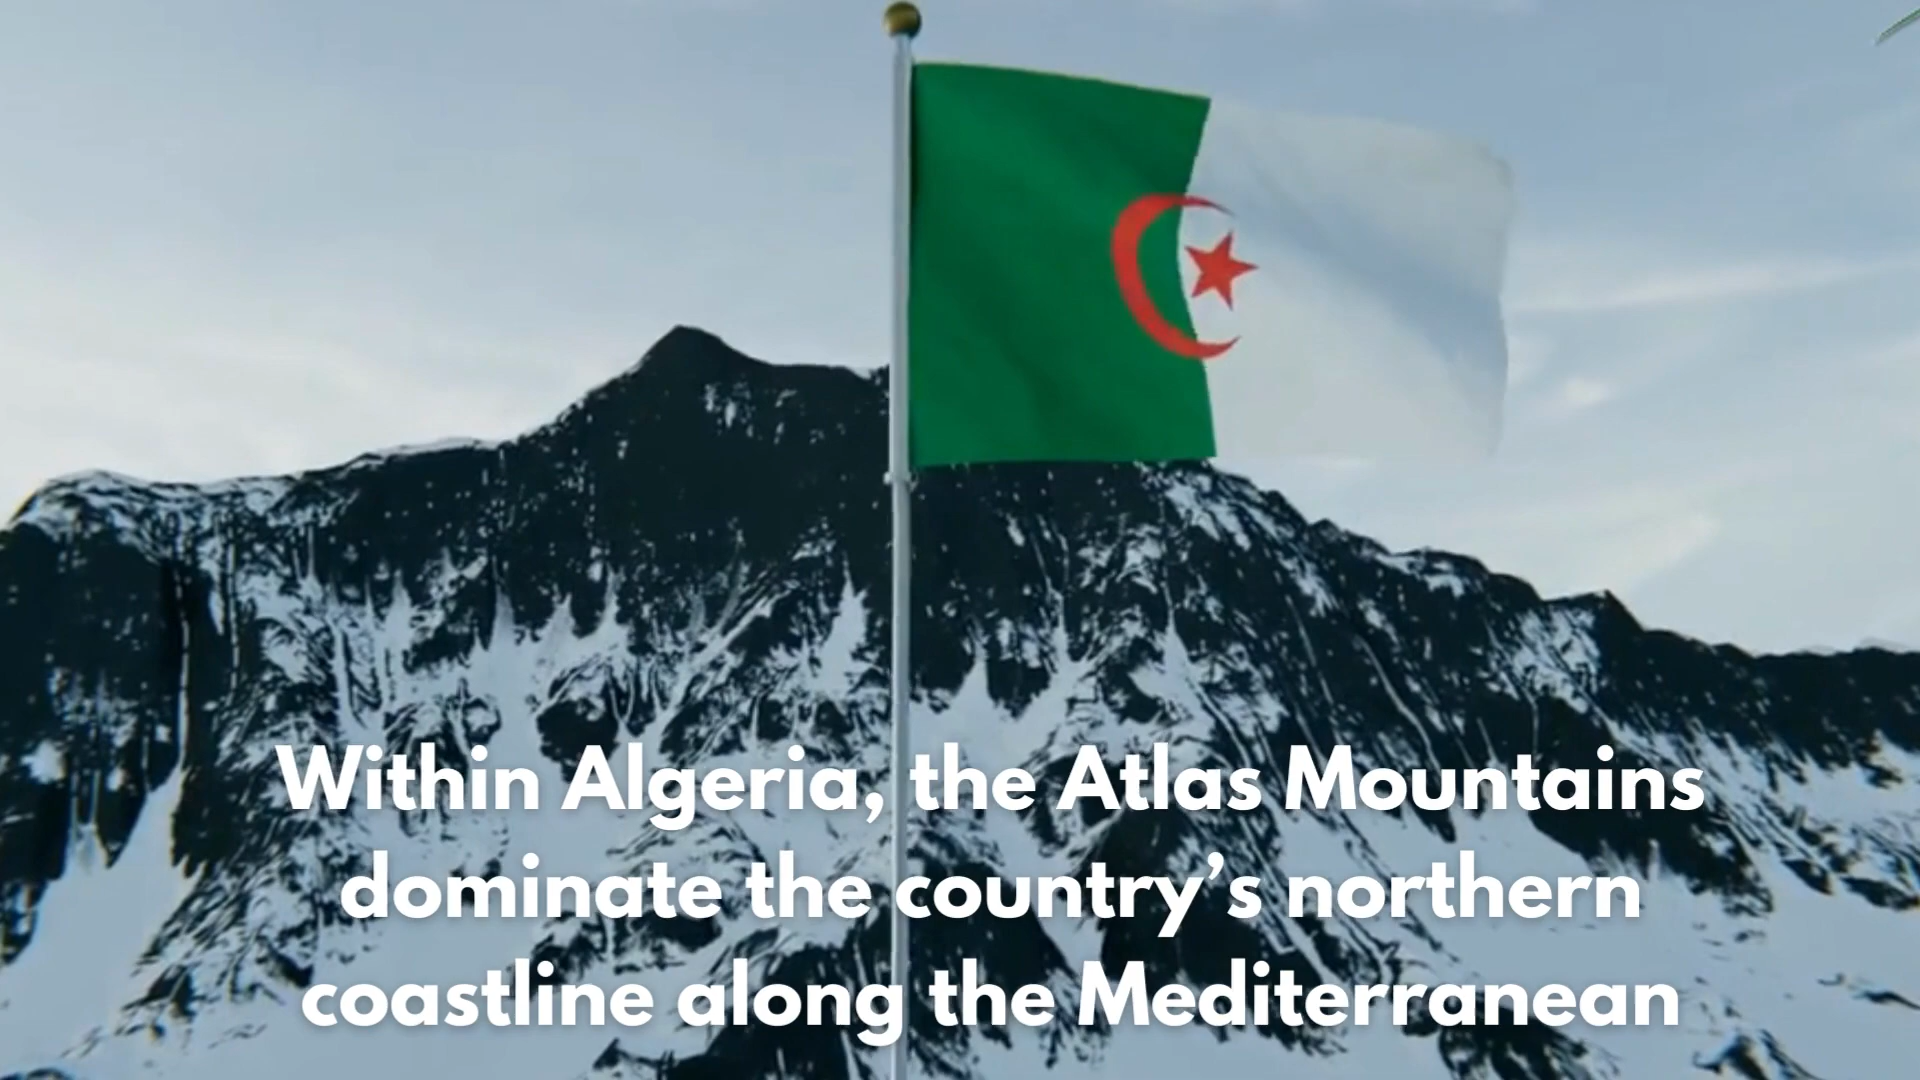 Within Algeria, the Atlas Mountains
dominate the country’s northern
coastline along the Mediterranean